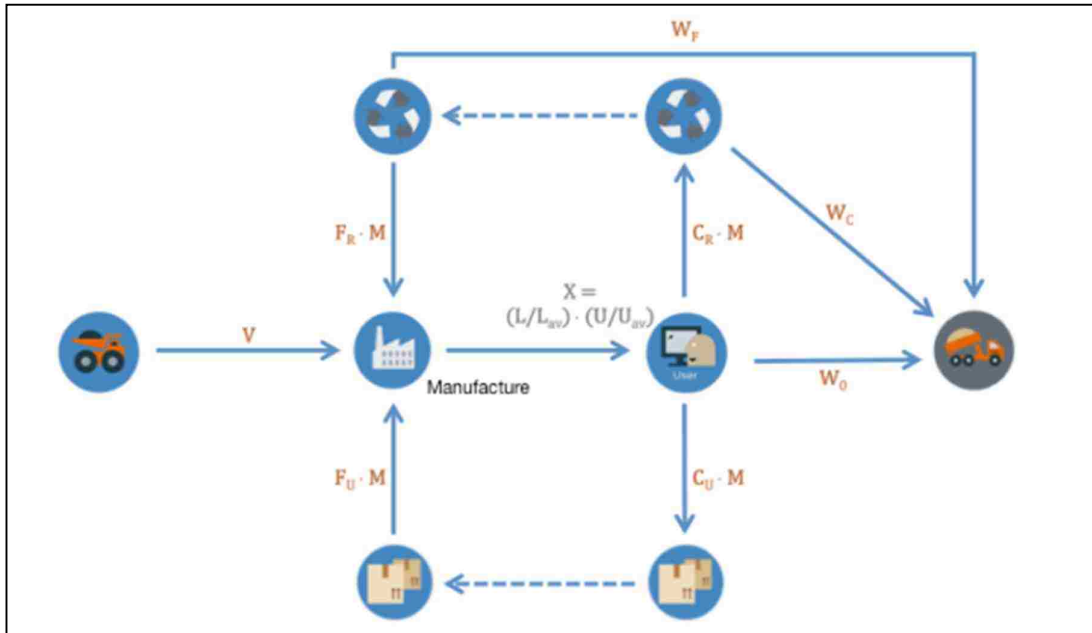 W_F
W_C
F_R · M
C_R · M
X =
(L/L_av) · (U/U_av)
V
User
W_0
Manufacture
F_U · M
C_U · M